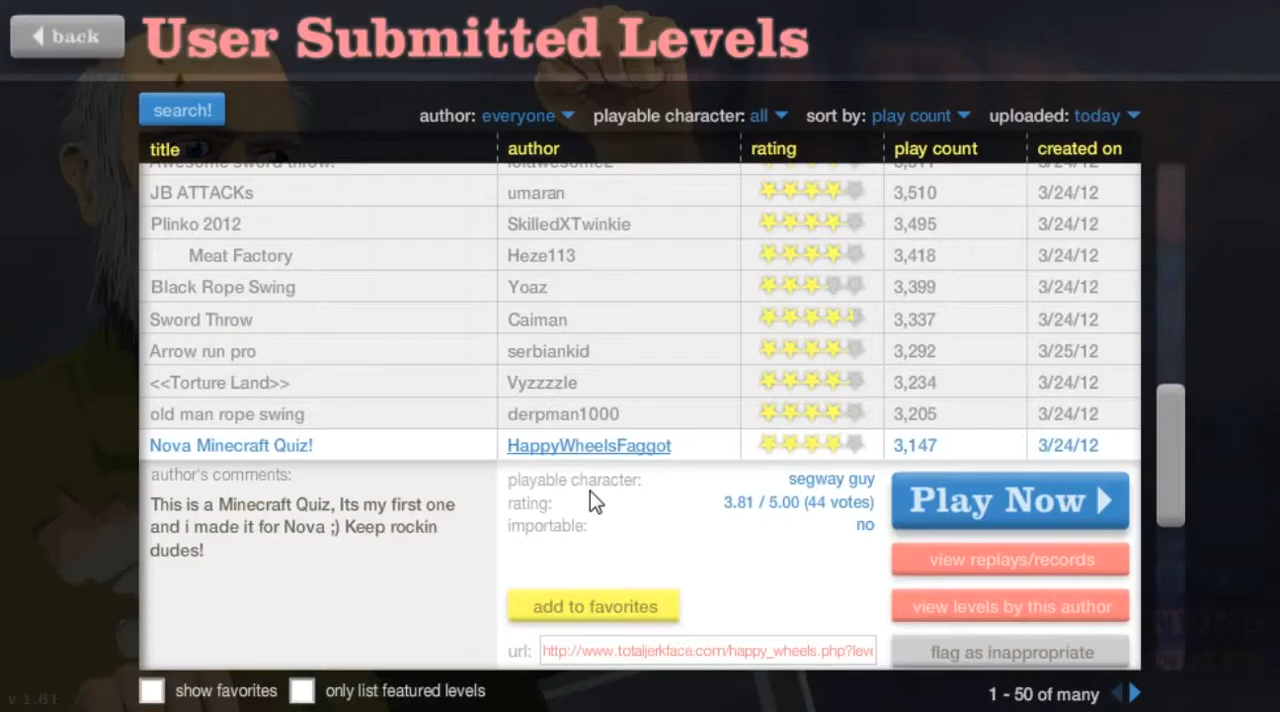 back
User Submitted Levels
search!
author: everyone playable character: all sort by: play count uploaded: today
title author rating play count created on
JB ATTACKs umaran 3,510 3/24/12
Plinko 2012 SkilledXTwinkie 3,495 3/24/12
Meat Factory Heze113 3,418 3/24/12
Black Rope Swing Yoaz 3,399 3/24/12
Sword Throw Caiman 3,337 3/24/12
Arrow run pro serbiankid 3,292 3/25/12
<<Torture Land>> Vyzzzzle 3,234 3/24/12
old man rope swing derpman1000 3,205 3/24/12
Nova Minecraft Quiz! HappyWheelsFaggot 3,147 3/24/12
author's comments:
This is a Minecraft Quiz, Its my first one
and i made it for Nova ;) Keep rockin
dudes!
playable character: segway guy
rating: 3.81 / 5.00 (44 votes)
importable: no
add to favorites
url: http://www.totaljerkface.com/happy_wheels.php?leve
Play Now
view replays/records
view levels by this author
flag as inappropriate
show favorites only list featured levels
1 - 50 of many
v 1.61